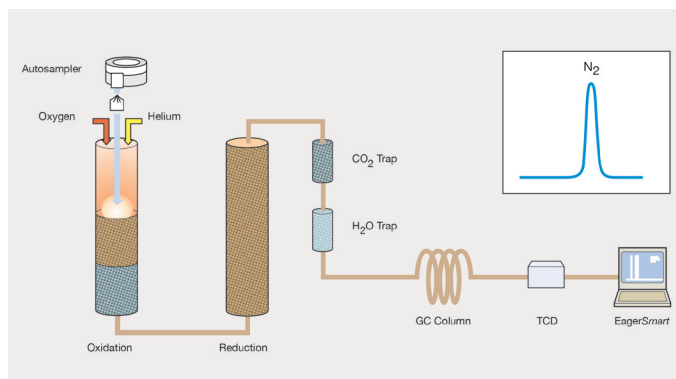 Autosampler
Oxygen
Helium
Oxidation
Reduction
CO2 Trap
H2O Trap
GC Column
TCD
EagerSmart
N2